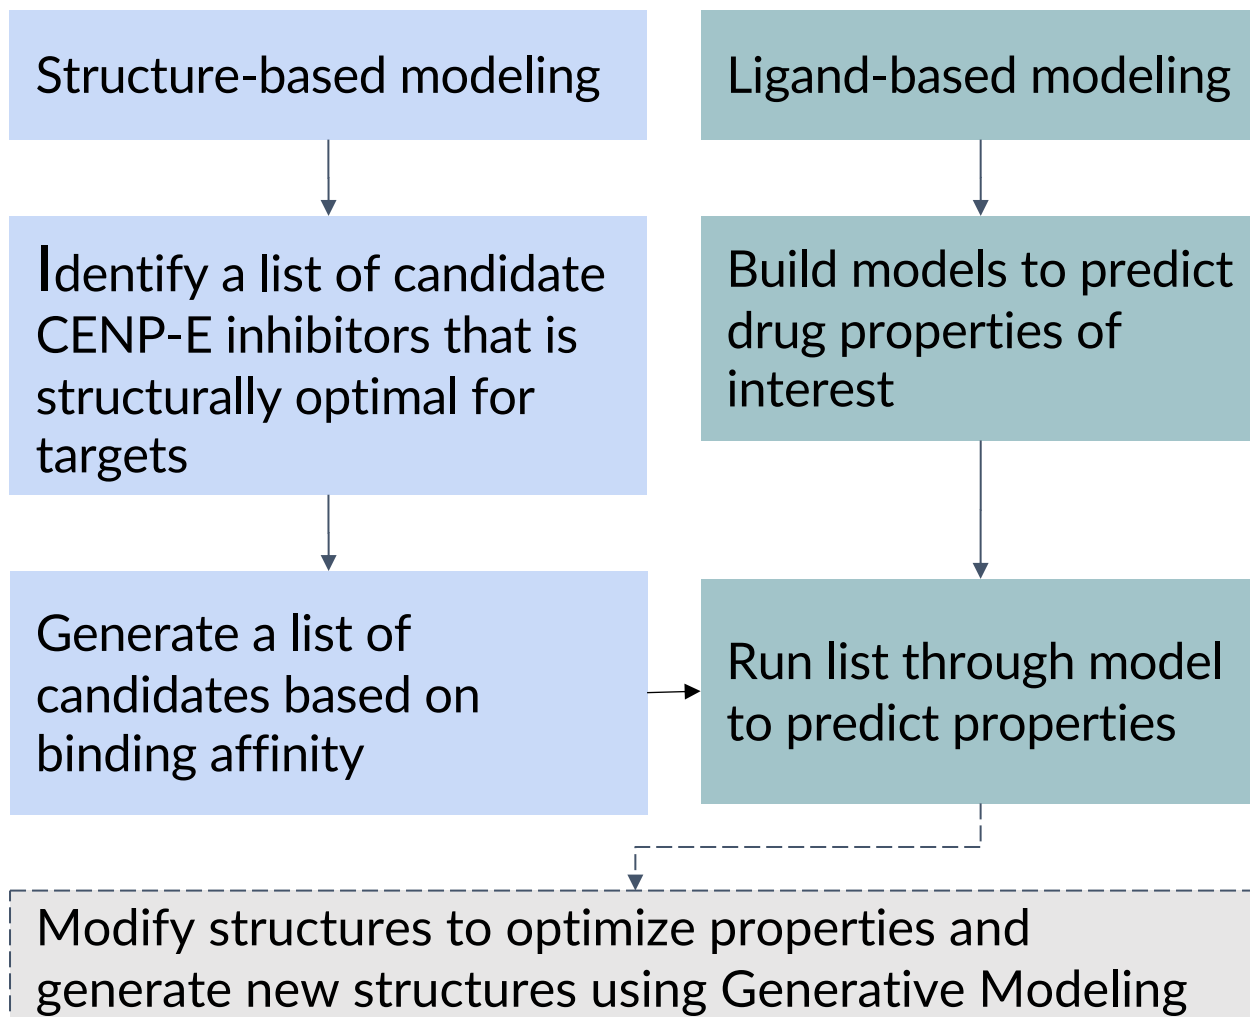 Structure-based modeling
Ligand-based modeling
Identify a list of candidate
CENP-E inhibitors that is
structurally optimal for
targets
Build models to predict
drug properties of
interest
Generate a list of
candidates based on
binding affinity
Run list through model
to predict properties
Modify structures to optimize properties and
generate new structures using Generative Modeling